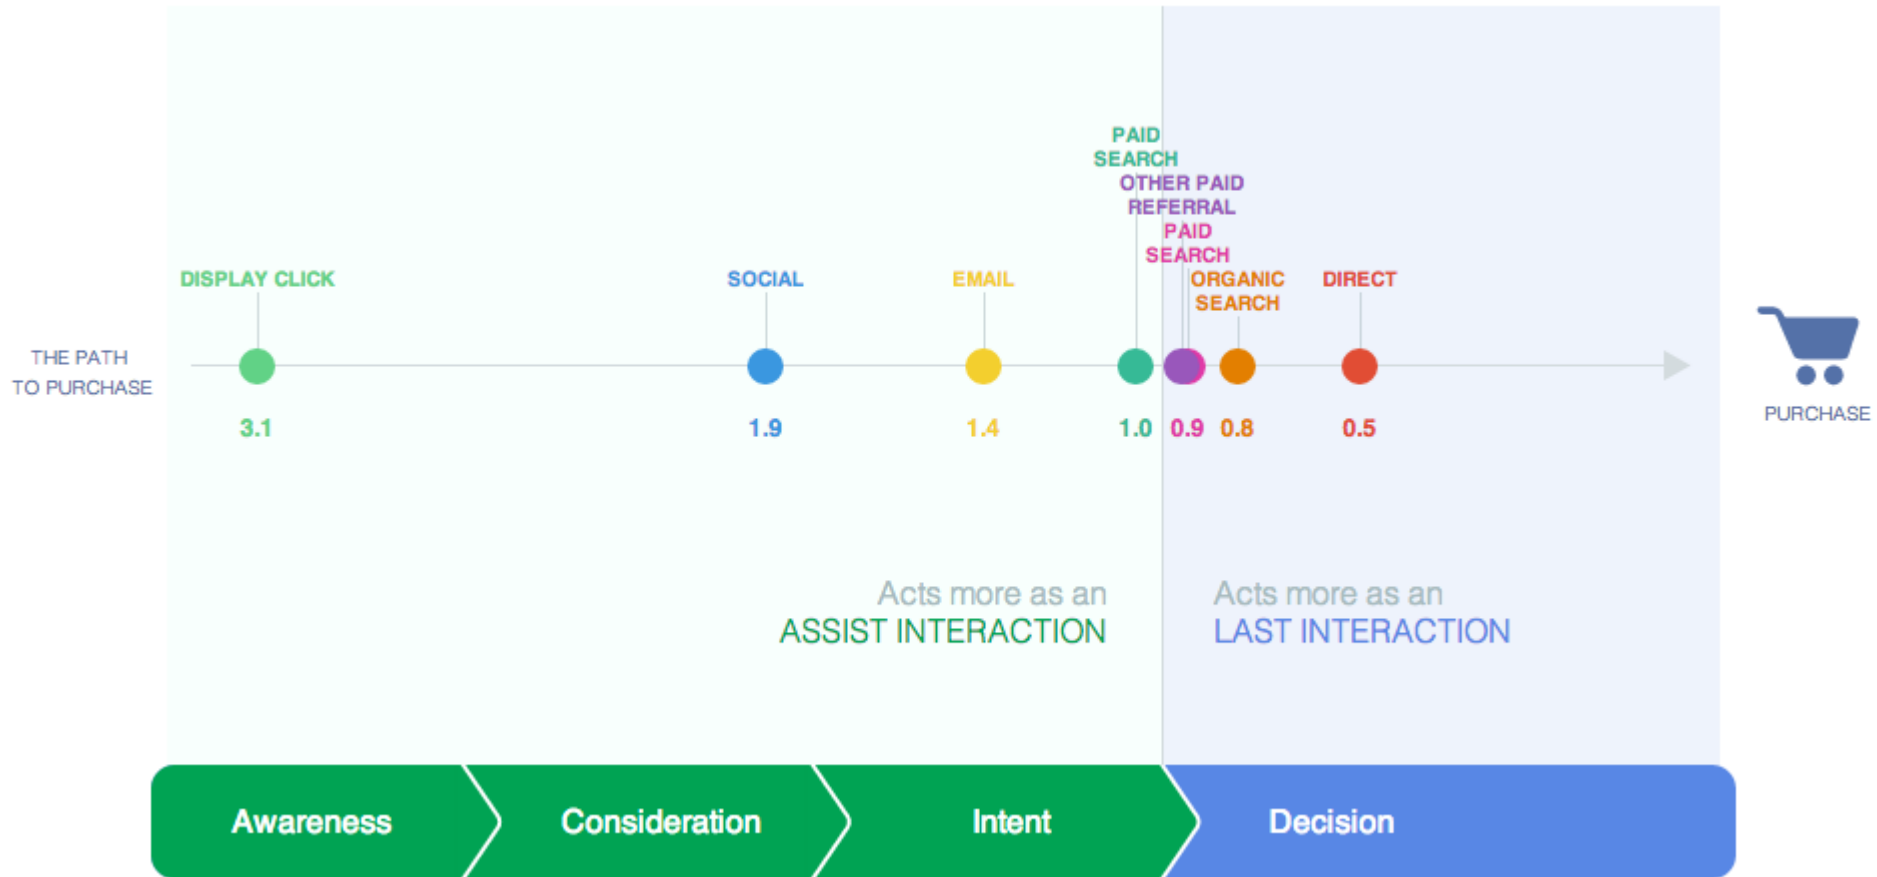 PAID
SEARCH
OTHER PAID
REFERRAL
PAID
SEARCH
DISPLAY CLICK
SOCIAL
EMAIL
ORGANIC
SEARCH
DIRECT
THE PATH
TO PURCHASE
3.1
1.9
1.4
1.0
0.9
0.8
0.5
PURCHASE
Acts more as an
ASSIST INTERACTION
Acts more as an
LAST INTERACTION
Awareness
Consideration
Intent
Decision